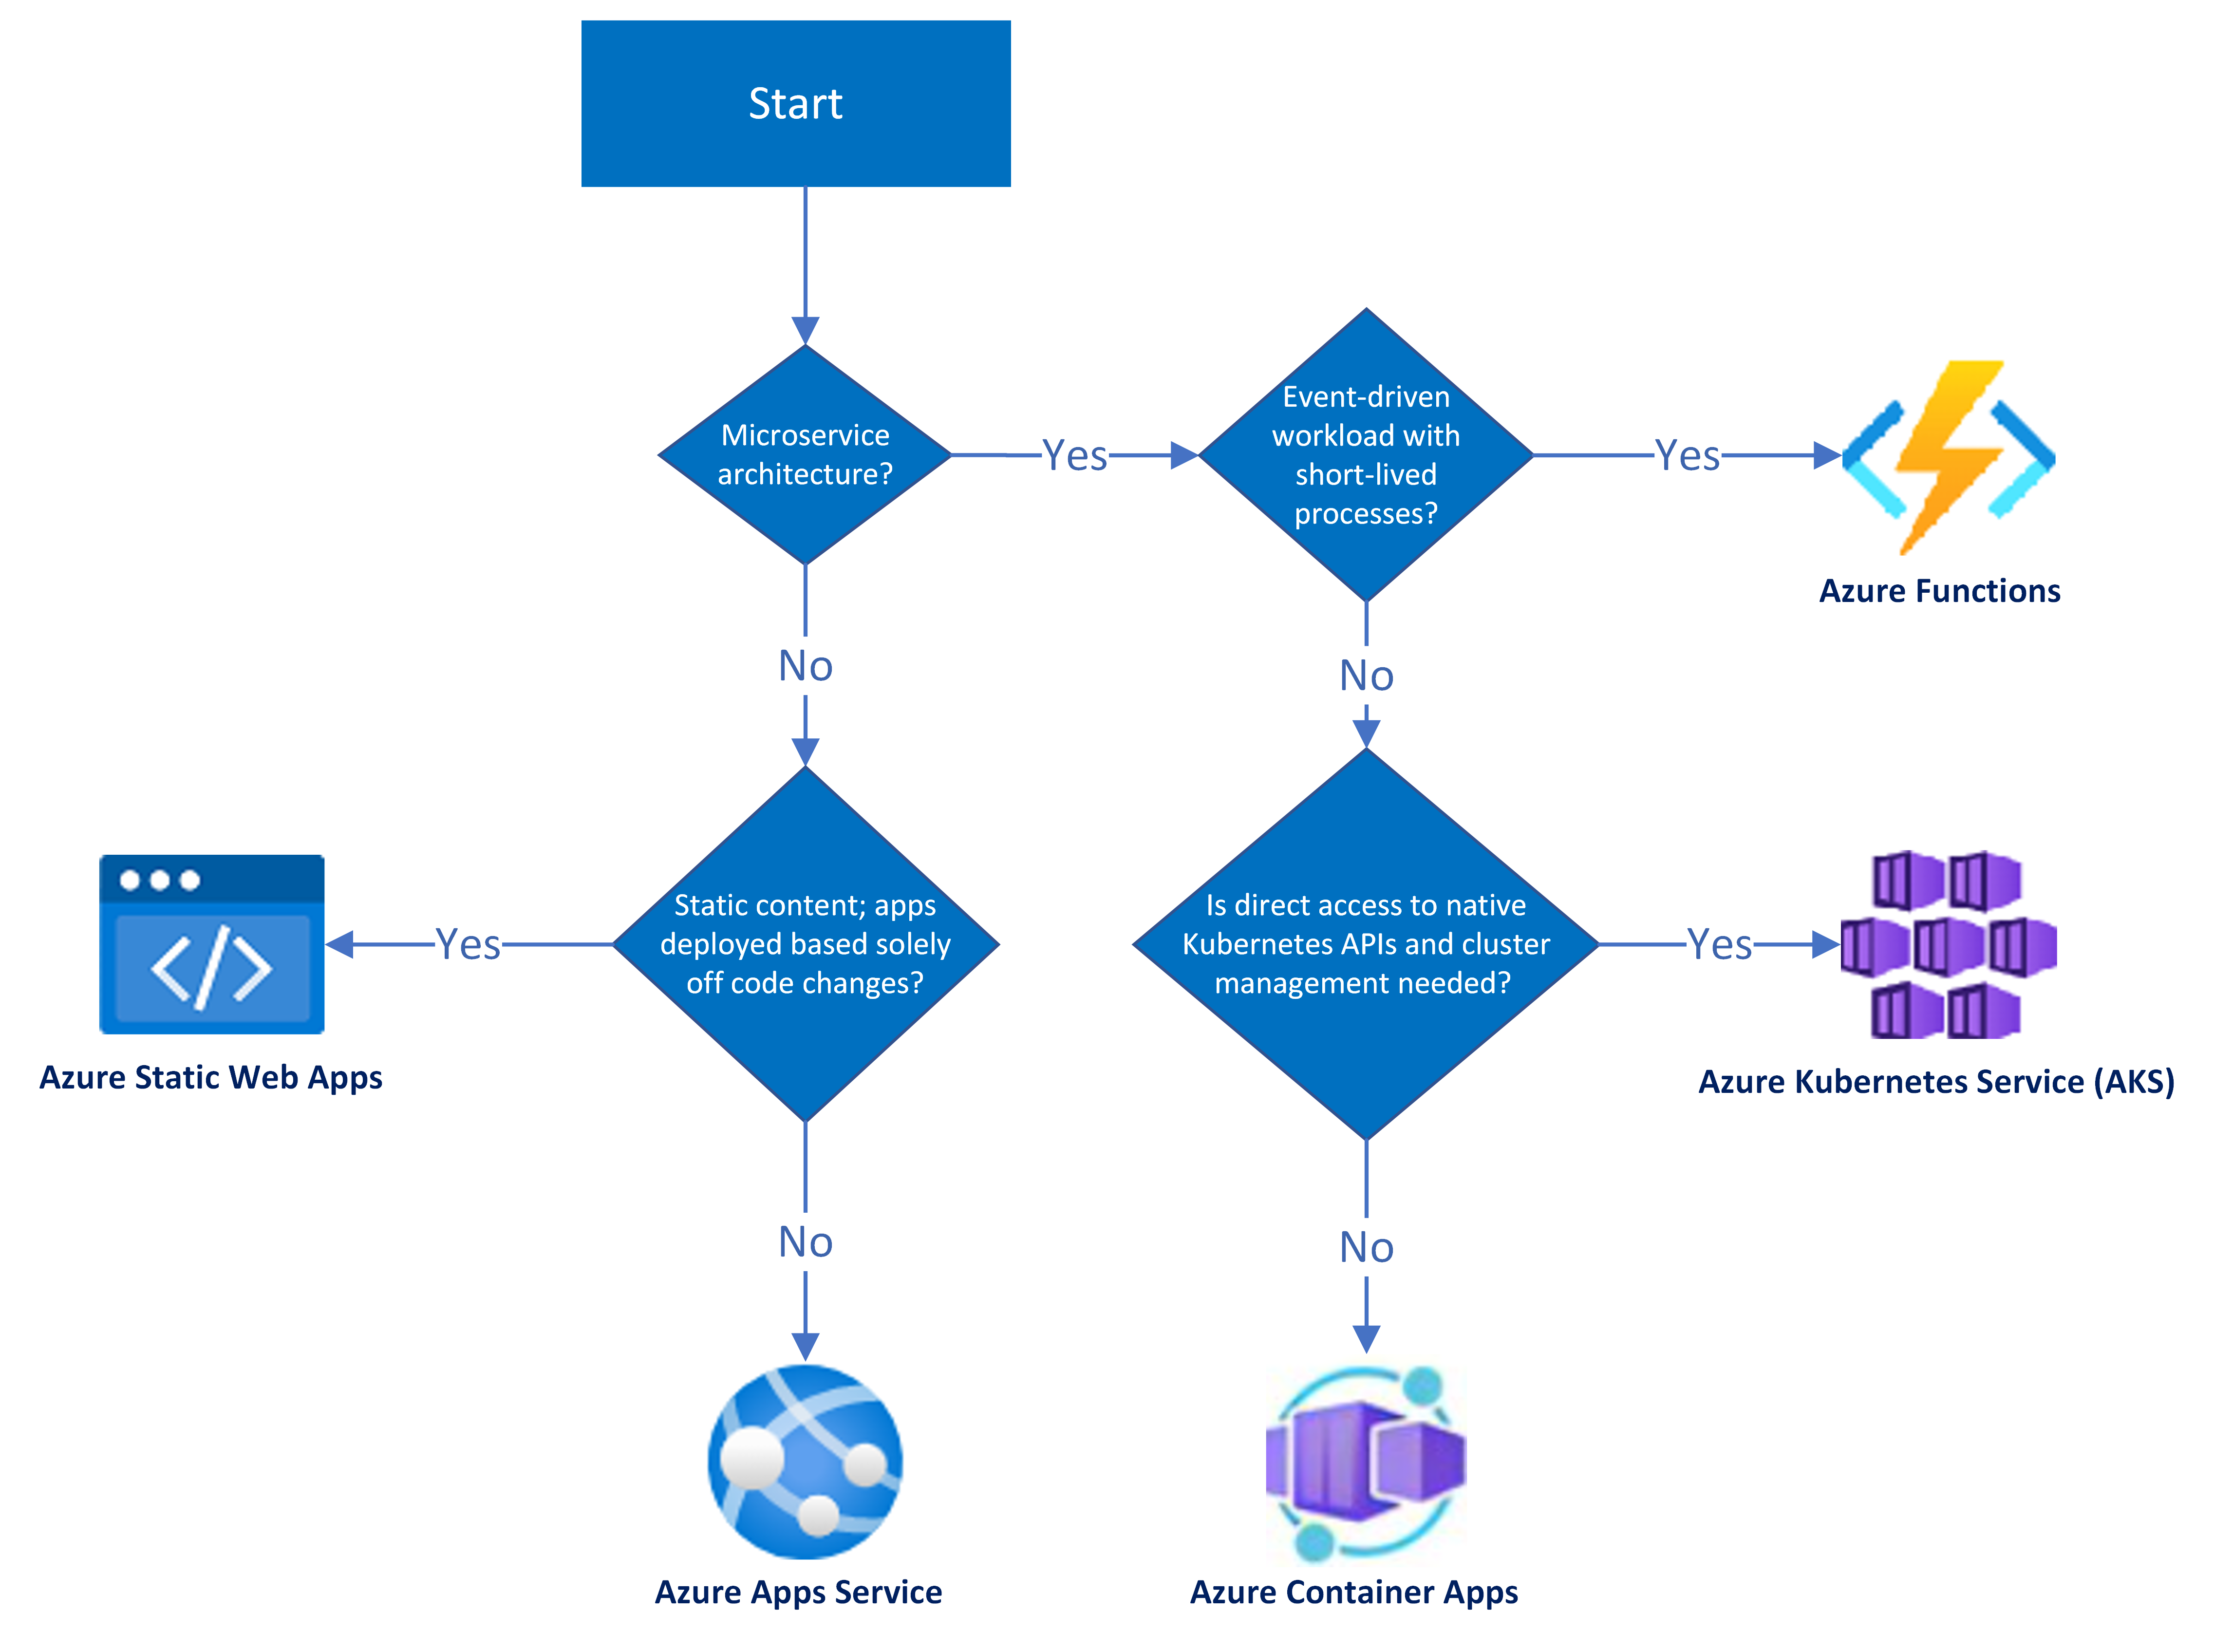 Start
Microservice
architecture?
Yes
Event-driven
workload with
short-lived
processes?
Yes
Azure Functions
No
No
Static content; apps
deployed based solely
off code changes?
Yes
Azure Static Web Apps
Is direct access to native
Kubernetes APIs and cluster
management needed?
Yes
Azure Kubernetes Service (AKS)
No
No
Azure Apps Service
Azure Container Apps